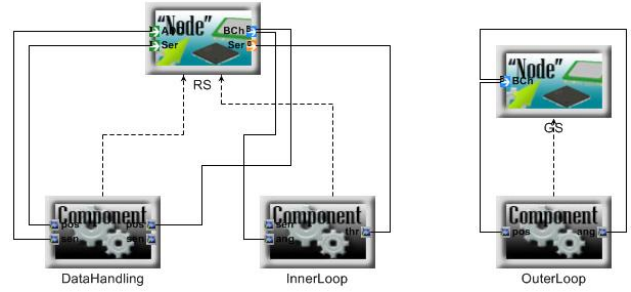 "Node"
BCh
Ser
Ser
RS
"Node"
BCh
GS
Component
pos
pos
sen
sen
DataHandling
Component
sen
thr
ang
InnerLoop
Component
pos
ang
OuterLoop